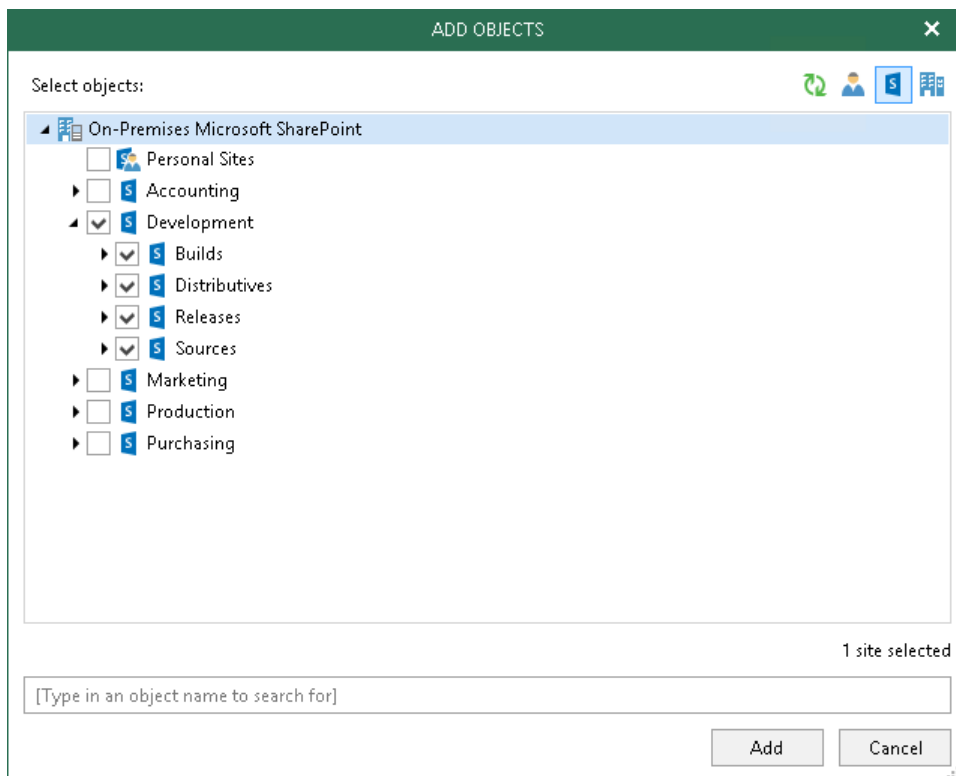 ADD OBJECTS
Select objects:
On-Premises Microsoft SharePoint
Personal Sites
Accounting
Development
Builds
Distributives
Releases
Sources
Marketing
Production
Purchasing
1 site selected
[Type in an object name to search for]
Add Cancel